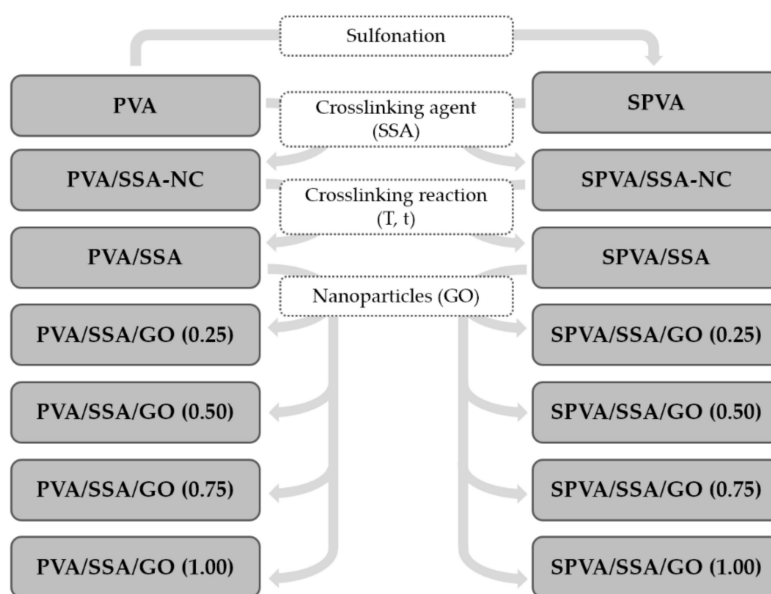 Sulfonation
PVA
SPVA
Crosslinking agent
(SSA)
PVA/SSA-NC
SPVA/SSA-NC
Crosslinking reaction
(T, t)
PVA/SSA
SPVA/SSA
Nanoparticles (GO)
PVA/SSA/GO (0.25)
SPVA/SSA/GO (0.25)
PVA/SSA/GO (0.50)
SPVA/SSA/GO (0.50)
PVA/SSA/GO (0.75)
SPVA/SSA/GO (0.75)
PVA/SSA/GO (1.00)
SPVA/SSA/GO (1.00)